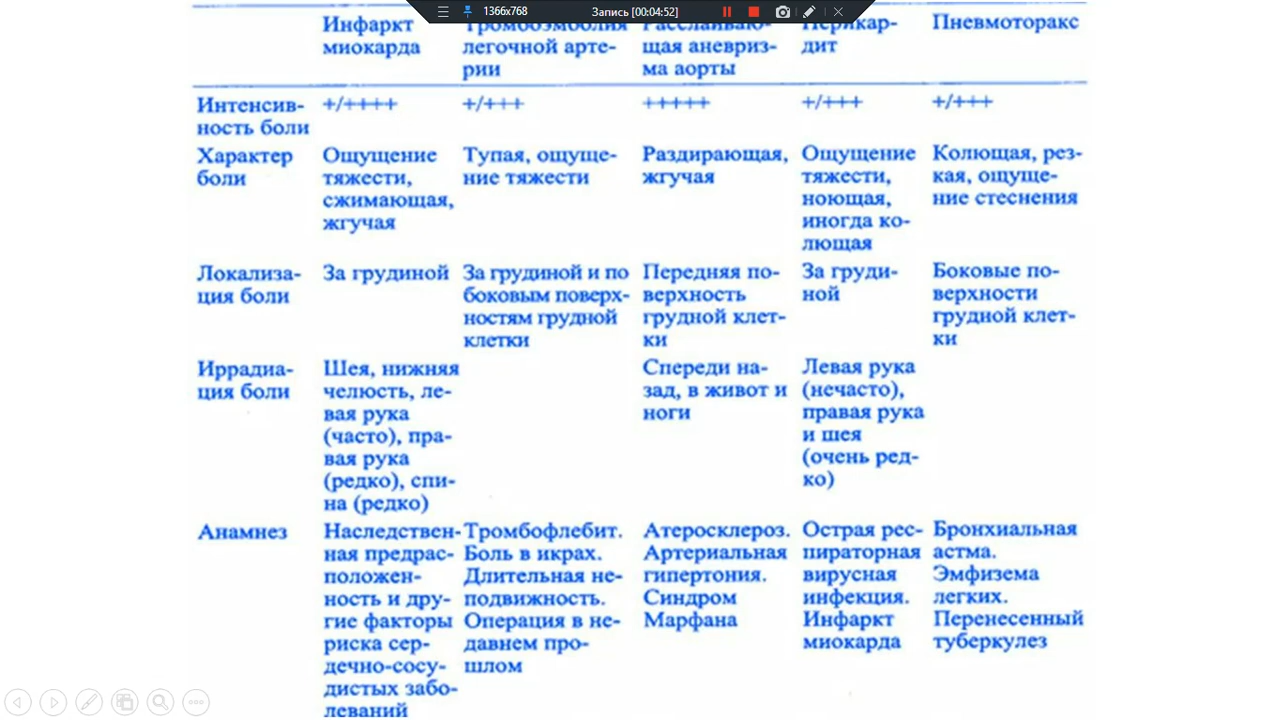 1366x768
Запись [00:04:52]
Инфаркт
миокарда
Тромбоэмболия
легочной арте-
рии
Расслаиваю-
щая аневриз-
ма аорты
Перикар-
дит
Пневмоторакс
Интенсив-
ность боли
+/++++
+/+++
+++++
+/+++
+/+++
Характер
боли
Ощущение
тяжести,
сжимающая,
жгучая
Тупая, ощуще-
ние тяжести
Раздирающая,
жгучая
Ощущение
тяжести,
ноющая,
иногда ко-
лющая
Колющая, рез-
кая, ощуще-
ние стеснения
Локализа-
ция боли
За грудиной
За грудиной и по
боковым поверх-
ностям грудной
клетки
Передняя по-
верхность
грудной клет-
ки
За груди-
ной
Боковые по-
верхности
грудной клет-
ки
Иррадиа-
ция боли
Шея, нижняя
челюсть, ле-
вая рука
(часто), пра-
вая рука
(редко), спи-
на (редко)
Спереди на-
зад, в живот и
ноги
Левая рука
(нечасто),
правая рука
и шея
(очень ред-
ко)
Анамнез
Наследствен-
ная предрас-
положен-
ность и дру-
гие факторы
риска сер-
дечно-сосу-
дистых забо-
леваний
Тромбофлебит.
Боль в икрах.
Длительная не-
подвижность.
Операция в не-
давнем про-
шлом
Атеросклероз.
Артериальная
гипертония.
Синдром
Марфана
Острая рес-
пираторная
вирусная
инфекция.
Инфаркт
миокарда
Бронхиальная
астма.
Эмфизема
легких.
Перенесенный
туберкулез